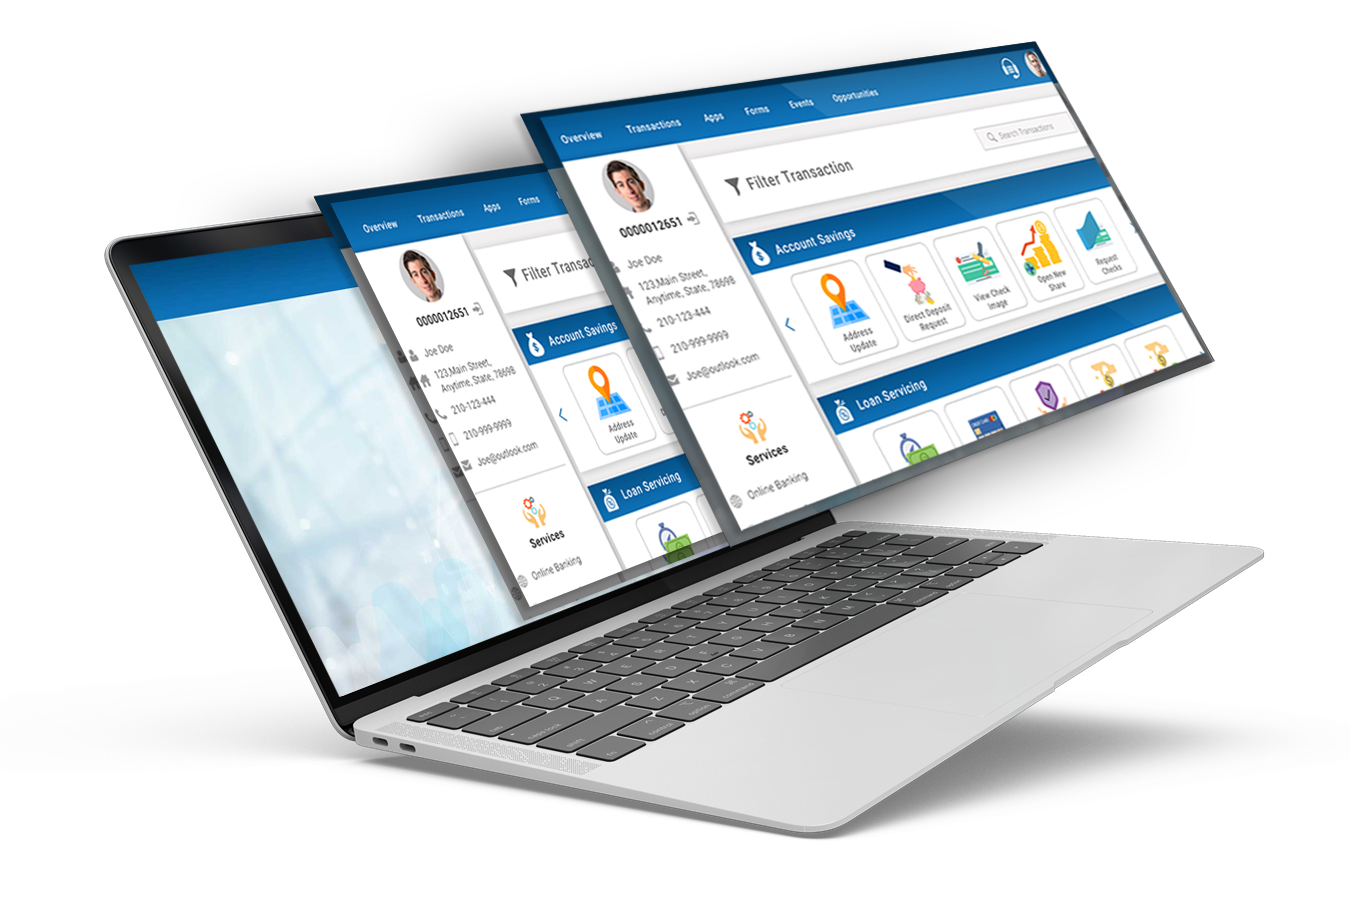 Overview Transactions Apps Forms Events Opportunities
Search Transactions
Filter Transaction
0000012651
Joe Doe
123,Main Street,
Anytime, State, 78698
210-123-444
210-999-9999
Joe@outlook.com
Services
Online Banking
Account Savings
Address
Update
Direct Deposit
Request
View Check
Image
Open New
Share
Request
Checks
Loan Servicing
Overview Transactions Apps Forms
Filter Transac
0000012651
Joe Doe
123,Main Street,
Anytime, State, 78698
210-123-444
210-999-9999
Joe@outlook.com
Services
Online Banking
Account Savings
Address
Update
Loan Servicing